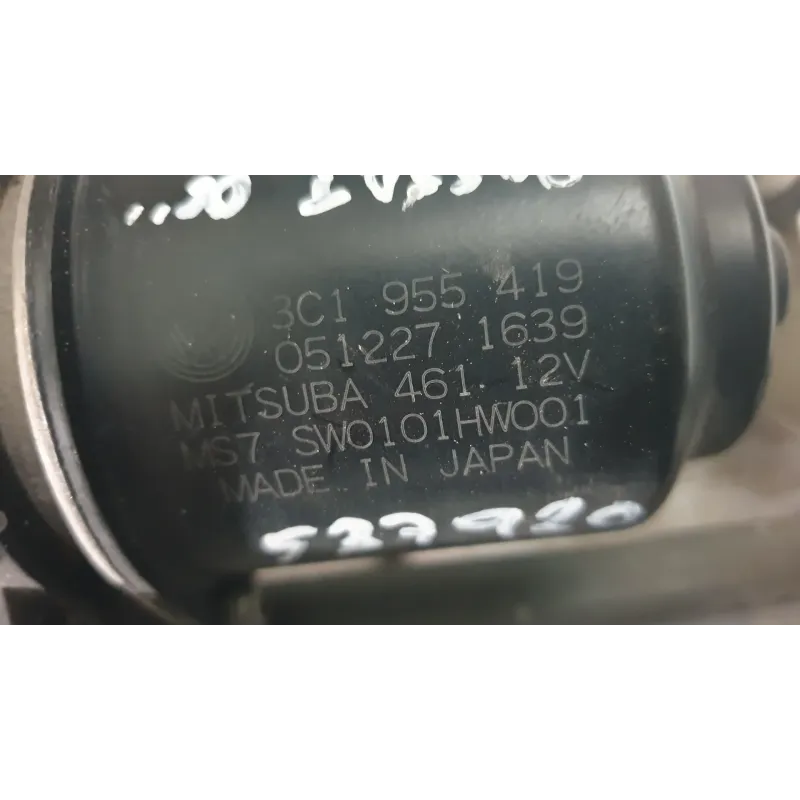 3C1 955 419
051227 1639
MITSUBA 461 12V
MS7 SW0101HW001
MADE IN JAPAN